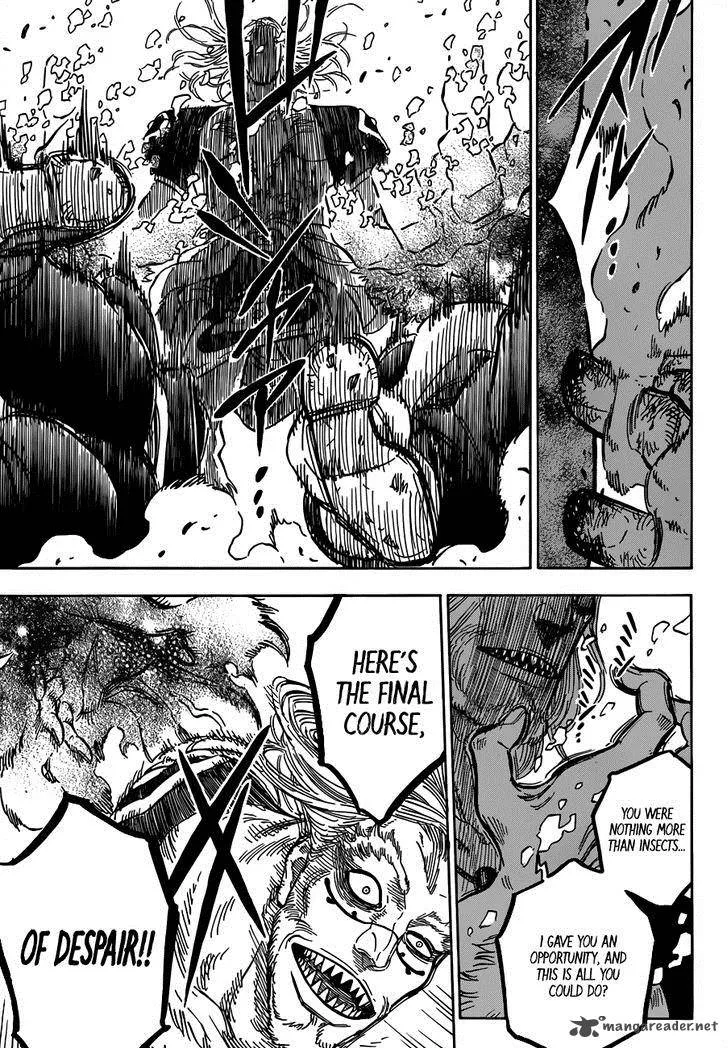 YOU WERE
NOTHING MORE
THAN INSECTS...
I GAVE YOU AN
OPPORTUNITY, AND
THIS IS ALL YOU
COULD DO?
HERE'S
THE FINAL
COURSE,
OF DESPAIR!!
mangareader.net